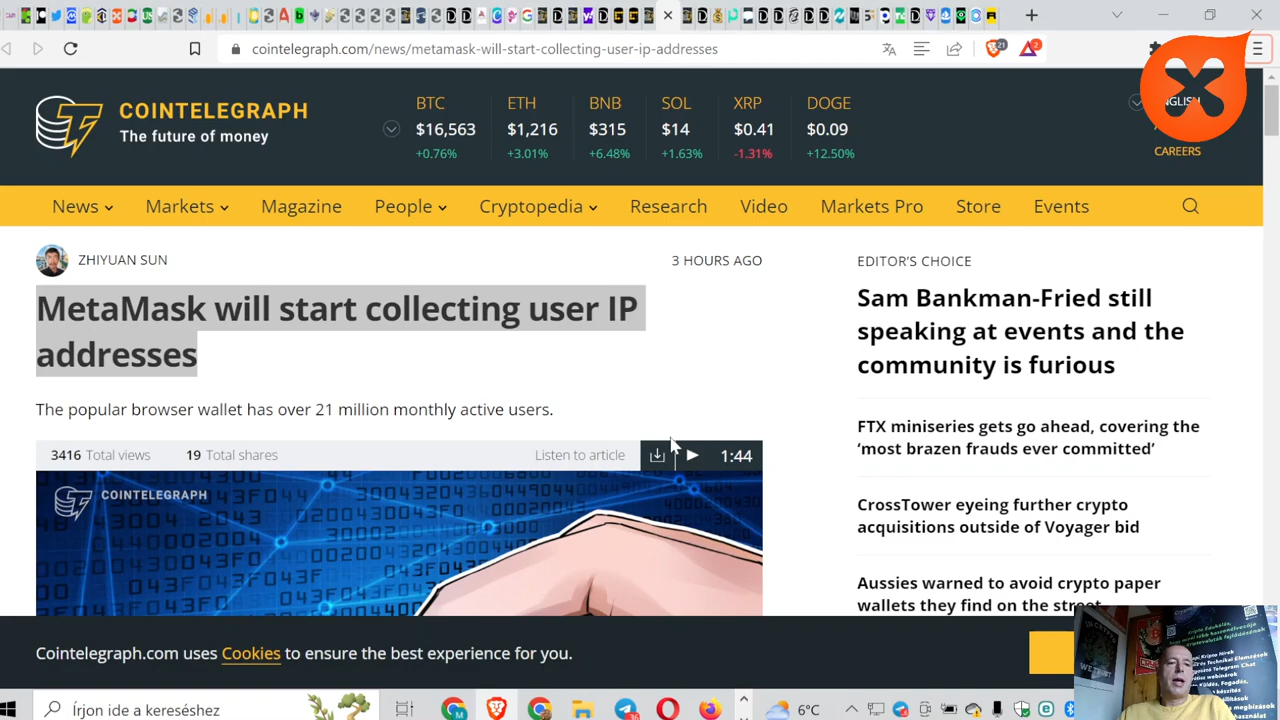 cointelegraph.com/news/metamask-will-start-collecting-user-ip-addresses
21
2
COINTELEGRAPH
The future of money
BTC
$16,563
+0.76%
ETH
$1,216
+3.01%
BNB
$315
+6.48%
SOL
$14
+1.63%
XRP
$0.41
-1.31%
DOGE
$0.09
+12.50%
ENGLISH
CAREERS
News
Markets
Magazine
People
Cryptopedia
Research
Video
Markets Pro
Store
Events
ZHIYUAN SUN
3 HOURS AGO
MetaMask will start collecting user IP
addresses
The popular browser wallet has over 21 million monthly active users.
3416 Total views
19 Total shares
Listen to article
1:44
COINTELEGRAPH
EDITOR'S CHOICE
Sam Bankman-Fried still
speaking at events and the
community is furious
FTX miniseries gets go ahead, covering the
‘most brazen frauds ever committed’
CrossTower eyeing further crypto
acquisitions outside of Voyager bid
Aussies warned to avoid crypto paper
wallets they find on the street
Cointelegraph.com uses Cookies to ensure the best experience for you.
Írjon ide a kereséshez
6°C